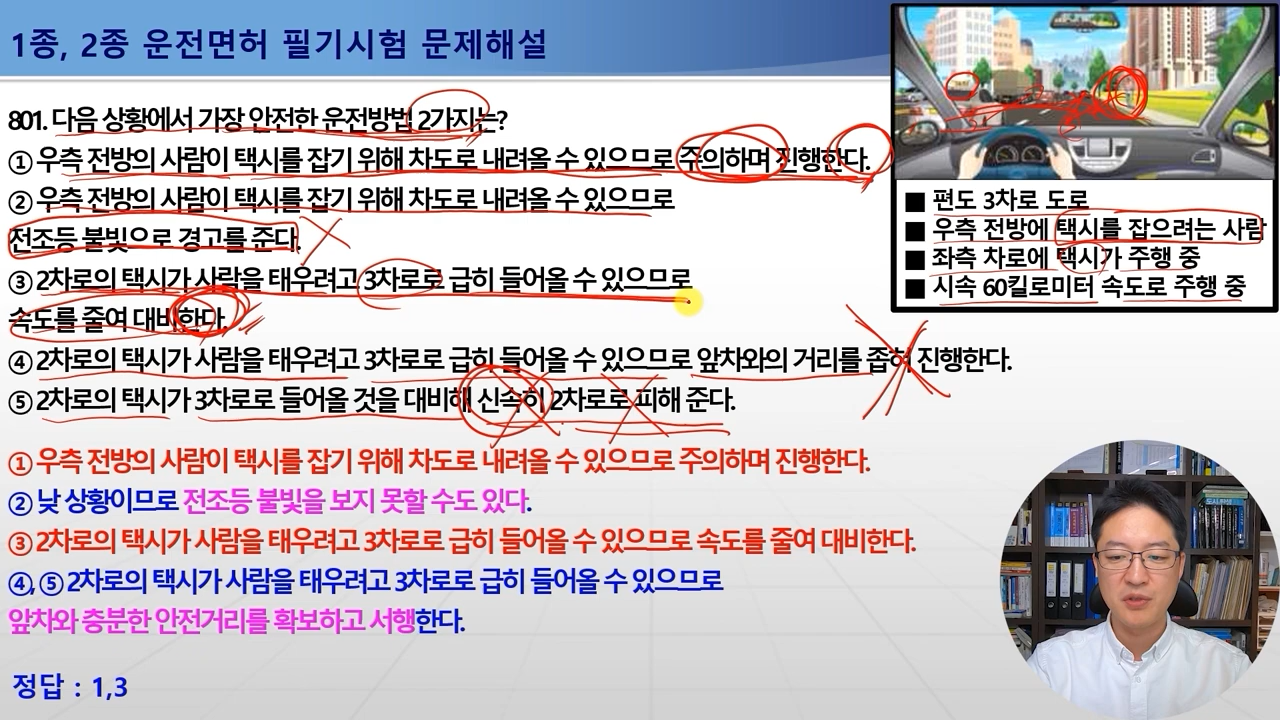 1종, 2종 운전면허 필기시험 문제해설
801. 다음 상황에서 가장 안전한 운전방법 2가지는?
① 우측 전방의 사람이 택시를 잡기 위해 차도로 내려올 수 있으므로 주의하며 진행한다.
② 우측 전방의 사람이 택시를 잡기 위해 차도로 내려올 수 있으므로
전조등 불빛으로 경고를 준다.
③ 2차로의 택시가 사람을 태우려고 3차로로 급히 들어올 수 있으므로
속도를 줄여 대비한다.
④ 2차로의 택시가 사람을 태우려고 3차로로 급히 들어올 수 있으므로 앞차와의 거리를 좁혀 진행한다.
⑤ 2차로의 택시가 3차로로 들어올 것을 대비해 신속히 2차로로 피해 준다.
■ 편도 3차로 도로
■ 우측 전방에 택시를 잡으려는 사람
■ 좌측 차로에 택시가 주행 중
■ 시속 60킬로미터 속도로 주행 중
① 우측 전방의 사람이 택시를 잡기 위해 차도로 내려올 수 있으므로 주의하며 진행한다.
② 낮 상황이므로 전조등 불빛을 보지 못할 수도 있다.
③ 2차로의 택시가 사람을 태우려고 3차로로 급히 들어올 수 있으므로 속도를 줄여 대비한다.
④, ⑤ 2차로의 택시가 사람을 태우려고 3차로로 급히 들어올 수 있으므로
앞차와 충분한 안전거리를 확보하고 서행한다.
정답 : 1,3